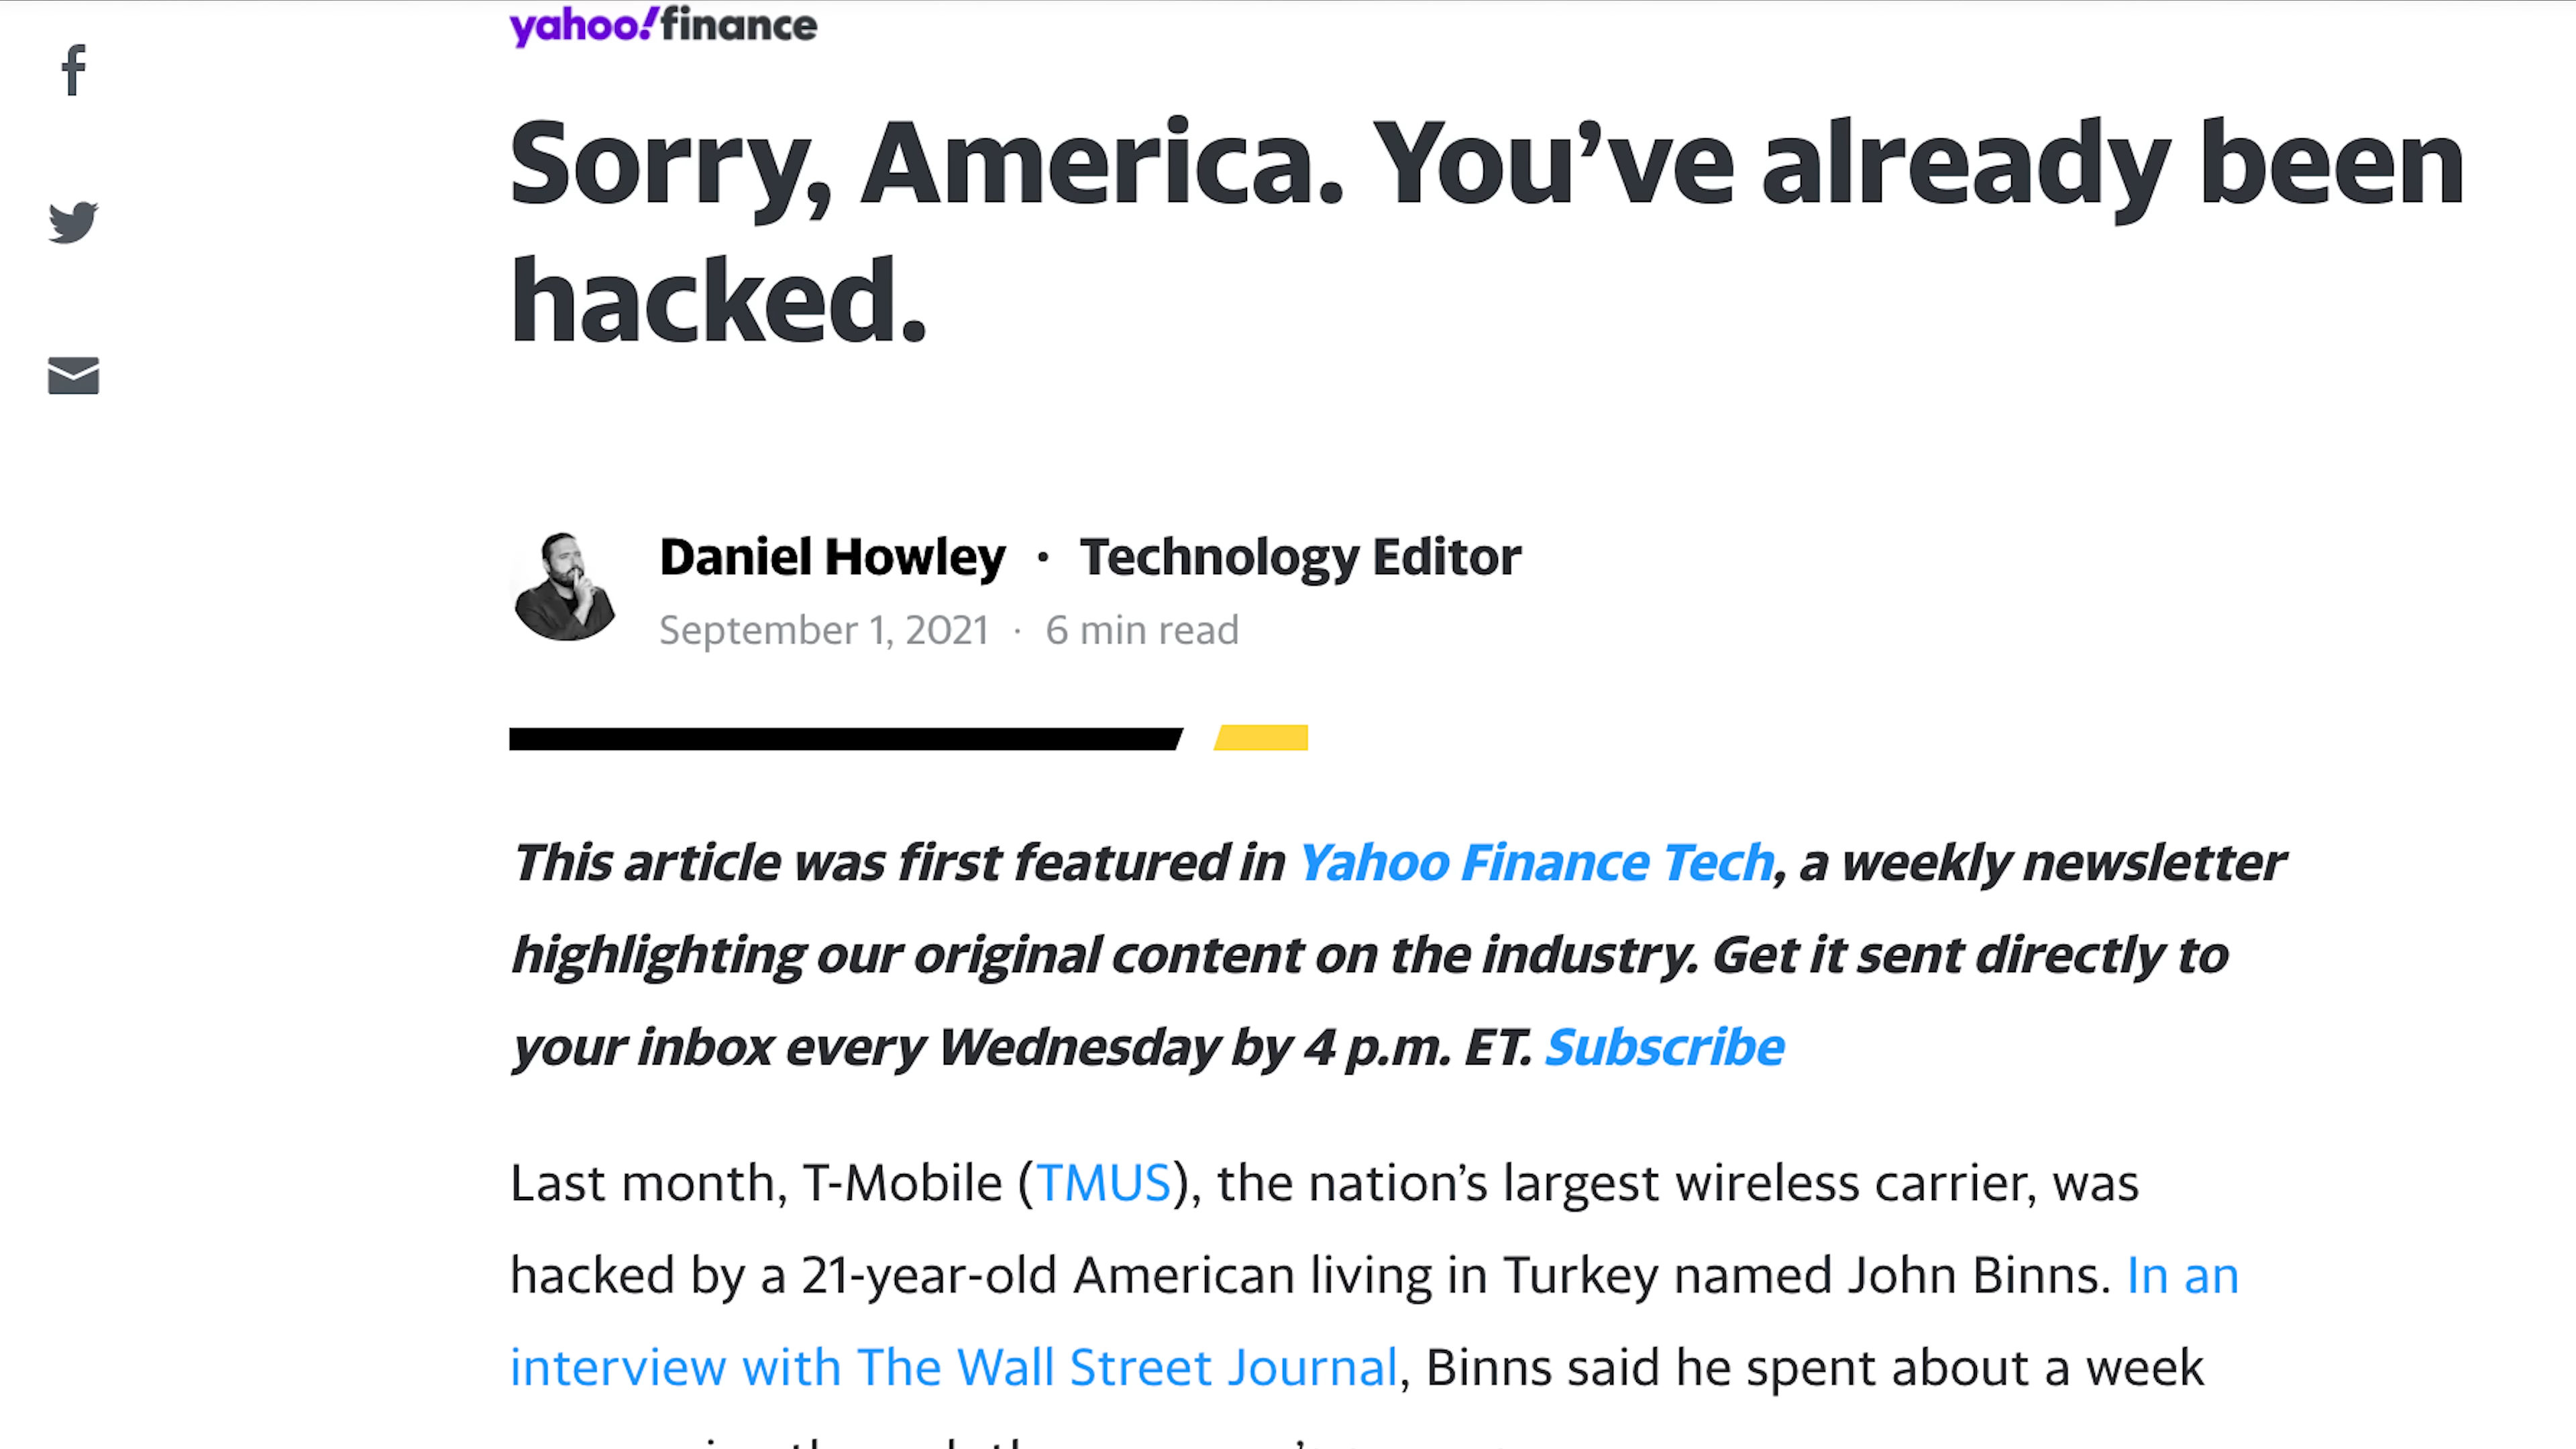 yahoo!finance
Sorry, America. You’ve already been
hacked.
Daniel Howley · Technology Editor
September 1, 2021 · 6 min read
This article was first featured in Yahoo Finance Tech, a weekly newsletter
highlighting our original content on the industry. Get it sent directly to
your inbox every Wednesday by 4 p.m. ET. Subscribe
Last month, T-Mobile (TMUS), the nation’s largest wireless carrier, was
hacked by a 21-year-old American living in Turkey named John Binns. In an
interview with The Wall Street Journal, Binns said he spent about a week